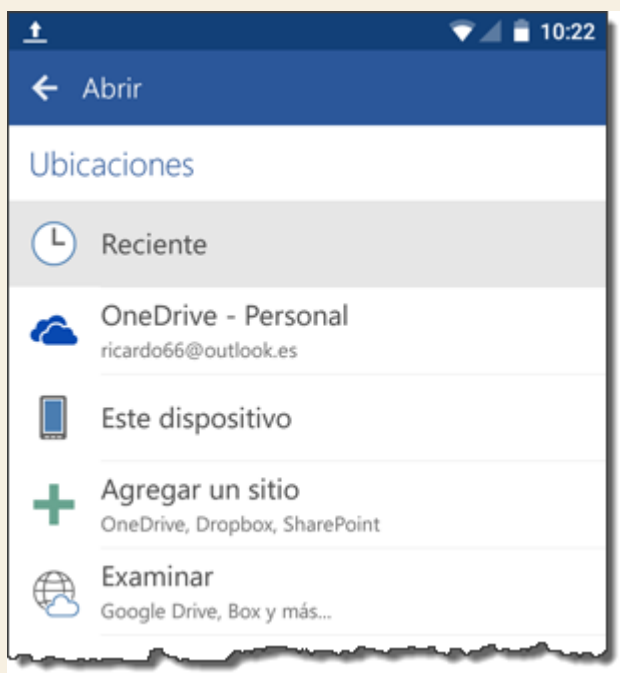 10:22
Abrir
Ubicaciones
Reciente
OneDrive - Personal
ricardo66@outlook.es
Este dispositivo
Agregar un sitio
OneDrive, Dropbox, SharePoint
Examinar
Google Drive, Box y más...